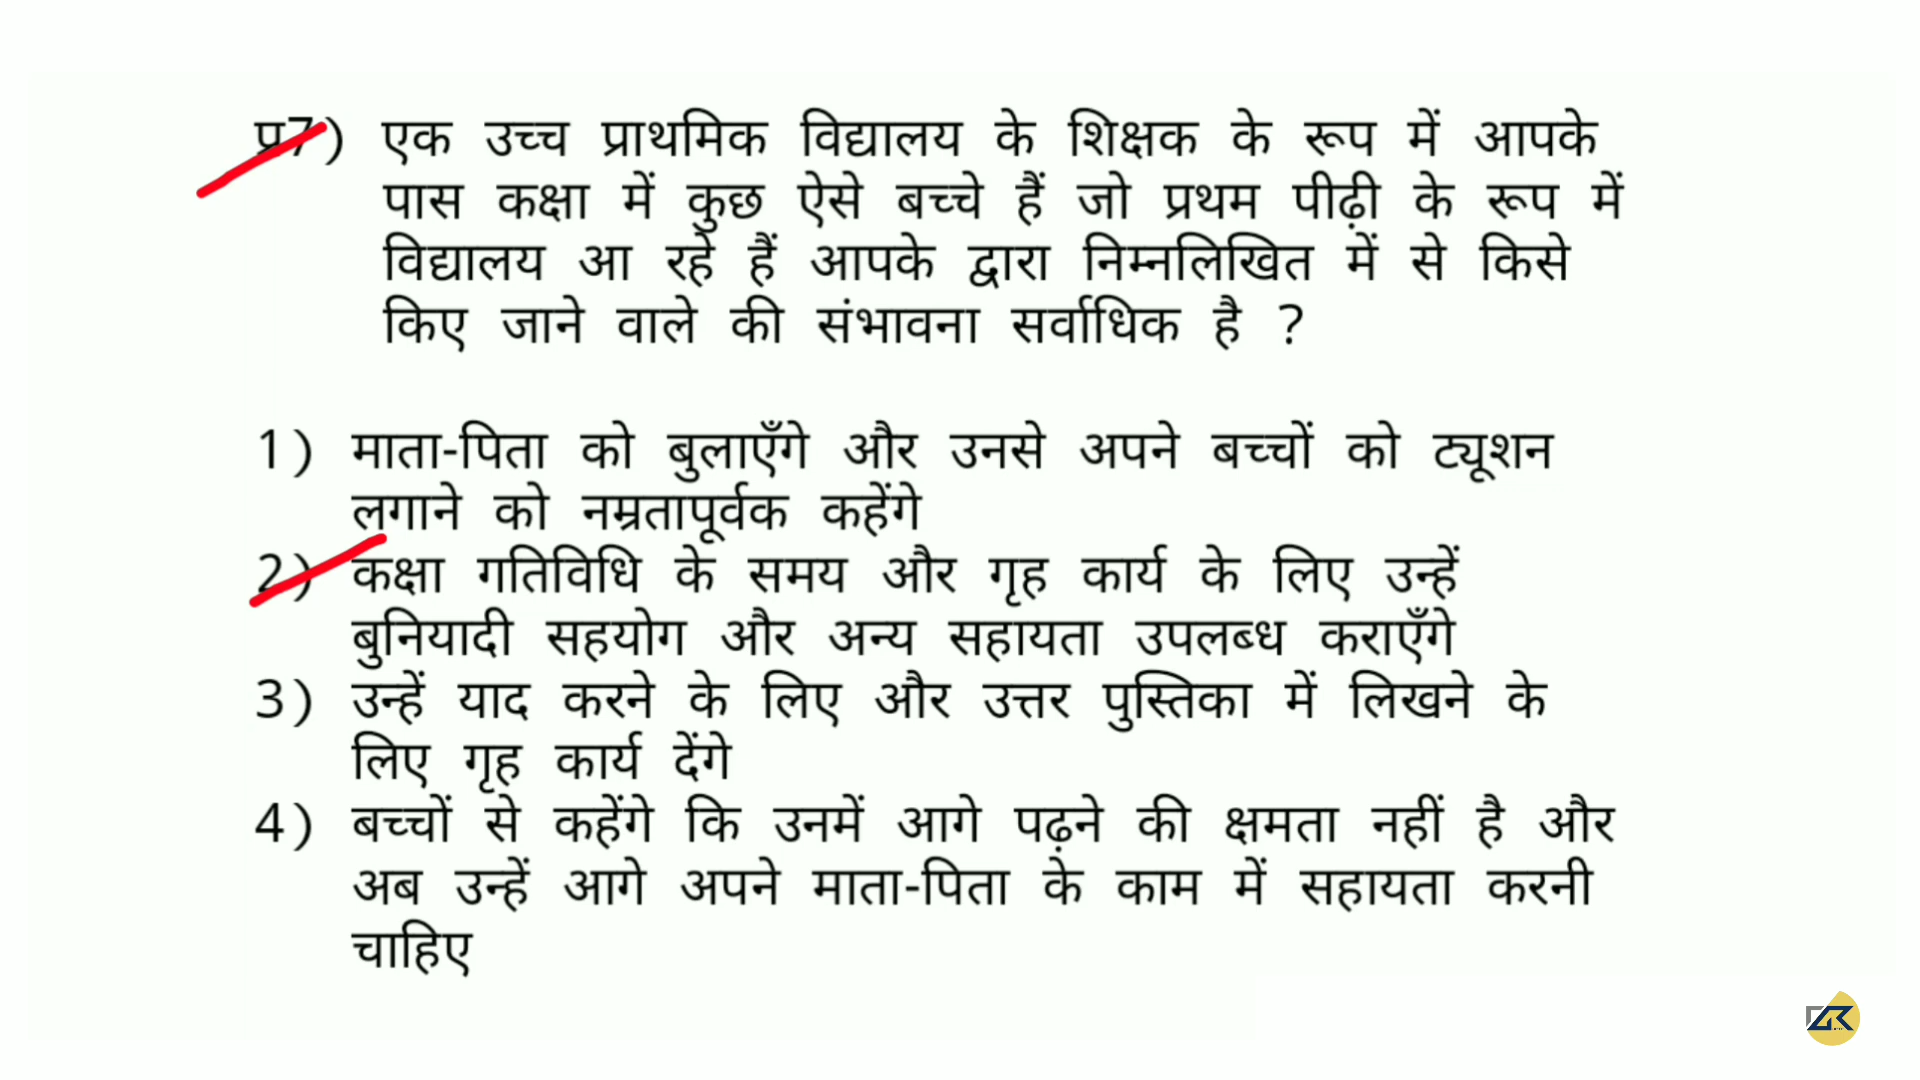 प्र7) एक उच्च प्राथमिक विद्यालय के शिक्षक के रूप में आपके
पास कक्षा में कुछ ऐसे बच्चे हैं जो प्रथम पीढ़ी के रूप में
विद्यालय आ रहे हैं आपके द्वारा निम्नलिखित में से किसे
किए जाने वाले की संभावना सर्वाधिक है ?
1) माता-पिता को बुलाएँगे और उनसे अपने बच्चों को ट्यूशन
लगाने को नम्रतापूर्वक कहेंगे
2) कक्षा गतिविधि के समय और गृह कार्य के लिए उन्हें
बुनियादी सहयोग और अन्य सहायता उपलब्ध कराएँगे
3) उन्हें याद करने के लिए और उत्तर पुस्तिका में लिखने के
लिए गृह कार्य देंगे
4) बच्चों से कहेंगे कि उनमें आगे पढ़ने की क्षमता नहीं है और
अब उन्हें आगे अपने माता-पिता के काम में सहायता करनी
चाहिए